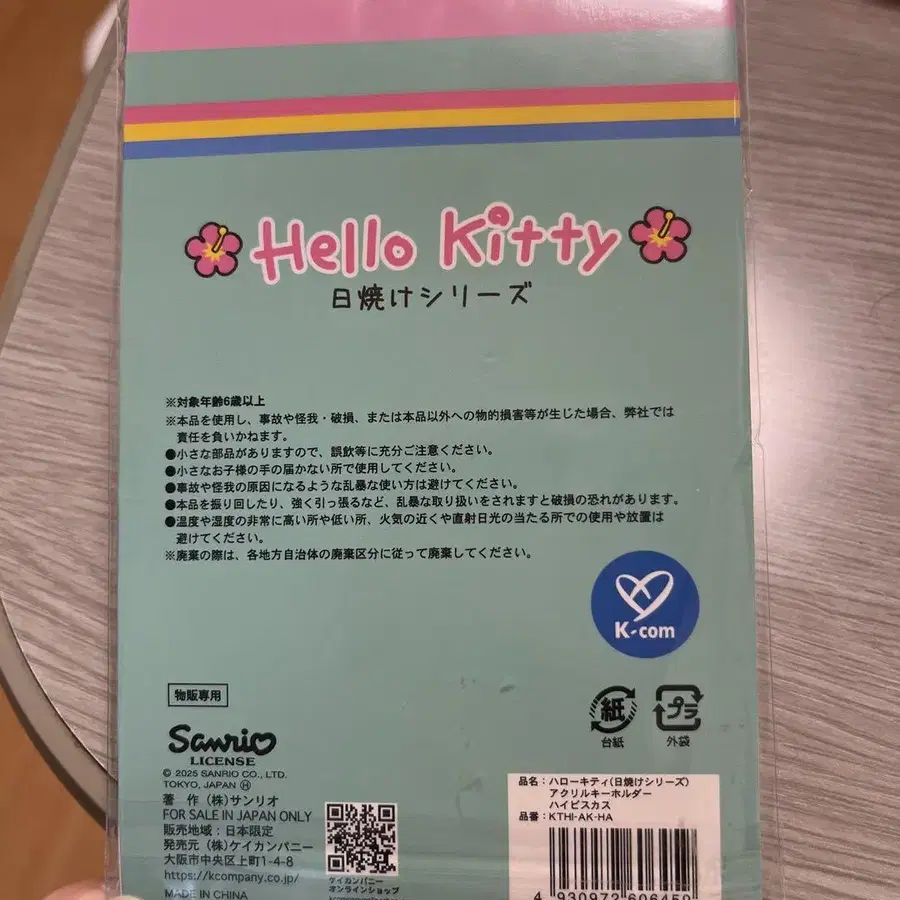 Hello Kitty
日焼けシリーズ
※対象年齢6歳以上
※本品を使用し、事故や怪我・破損、または本品以外への物的損害等が生じた場合、弊社では
責任を負いかねます。
●小さな部品がありますので、誤飲等に充分ご注意ください。
●小さなお子様の手の届かない所で使用してください。
●事故や怪我の原因になるような乱暴な使い方は避けてください。
●本品を振り回したり、強く引っ張るなど、乱暴な取り扱いをされますと破損の恐れがあります。
●温度や湿度の非常に高い所や低い所、火気の近くや直射日光の当たる所での使用や放置は
避けてください。
※廃棄の際は、各地方自治体の廃棄区分に従って廃棄してください。
K-com
物販専用
紙
台紙
プラ
外袋
Sanrio
LICENSE
© 2025 SANRIO CO., LTD.
TOKYO, JAPAN Ⓗ
著 作 (株)サンリオ
FOR SALE IN JAPAN ONLY
販売地域:日本限定
発売元 (株)ケイカンパニー
大阪市中央区上町1-4-8
https://kcompany.co.jp/
MADE IN CHINA
ケイカンパニー
オンラインショップ
品名:ハローキティ(日焼けシリーズ)
アクリルキーホルダー
ハイビスカス
品番:KTHI-AK-HA
4 930972 606459